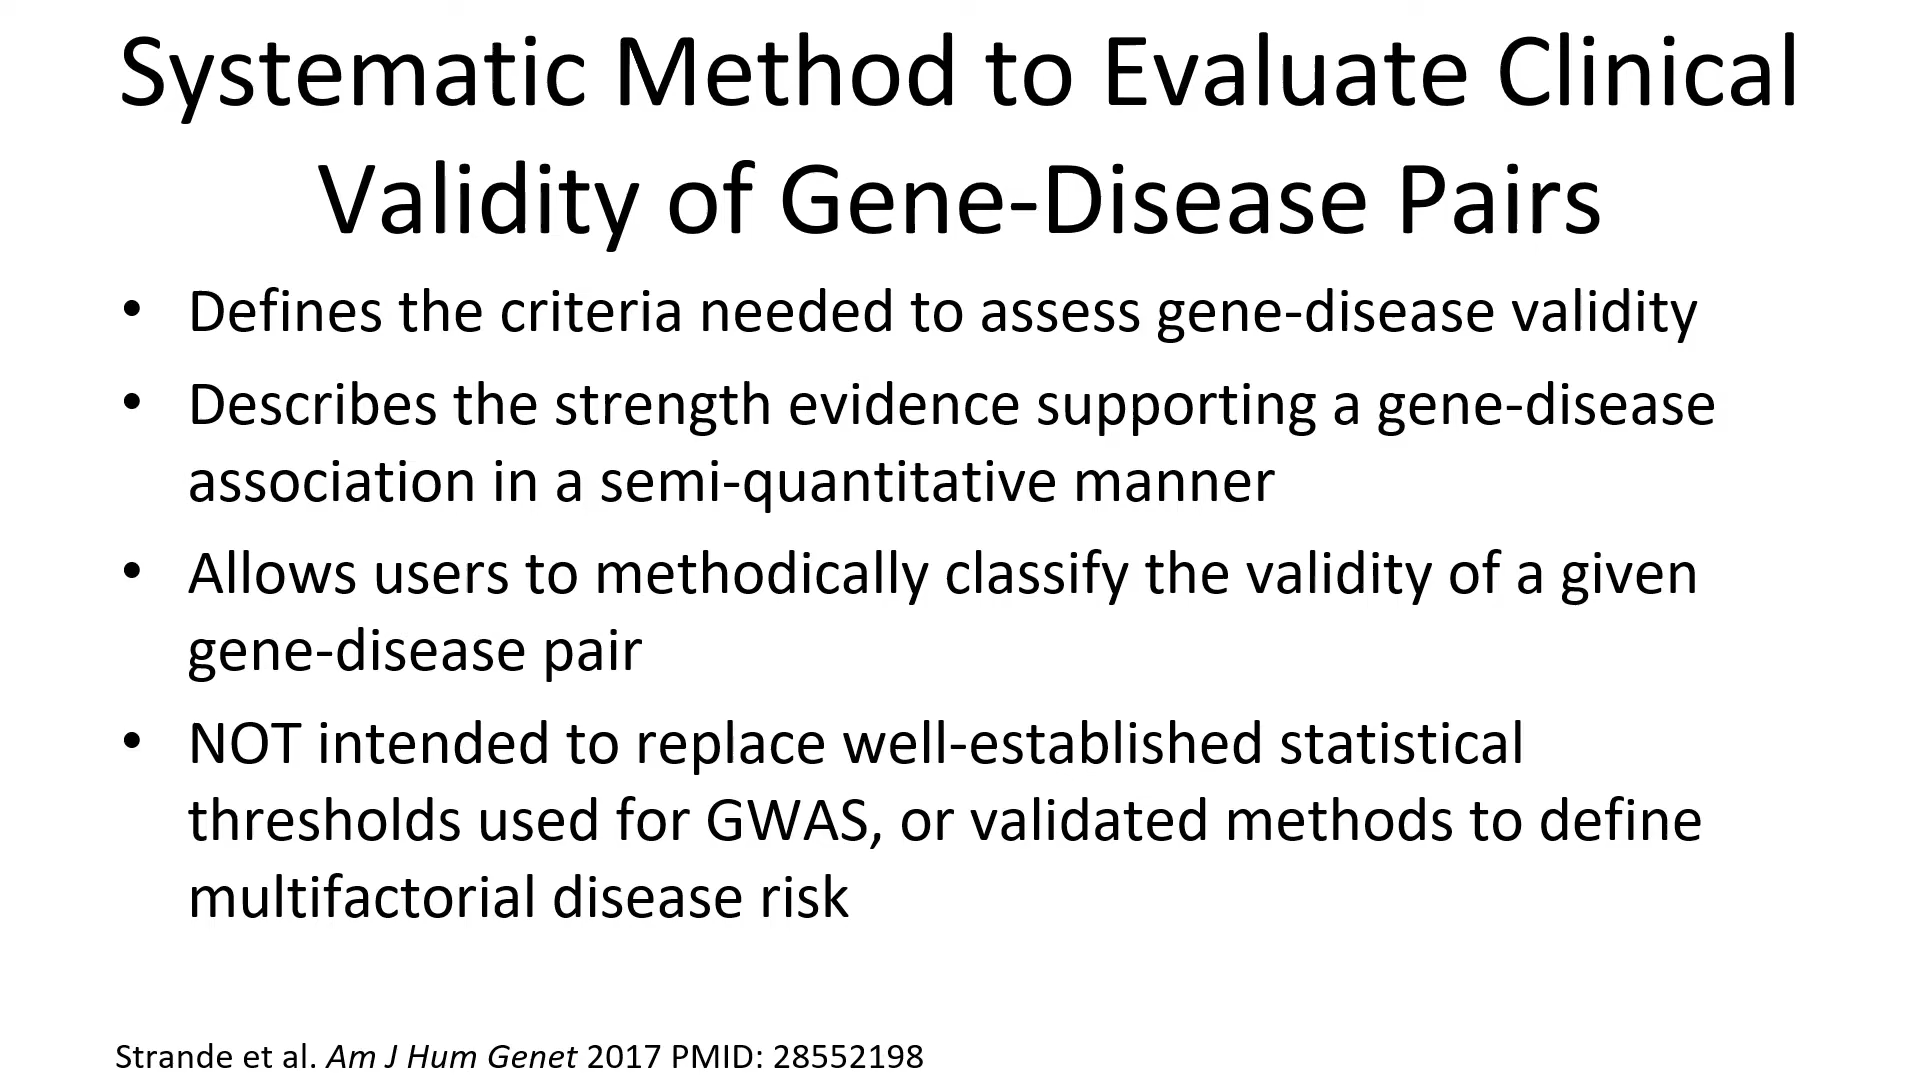 Systematic Method to Evaluate Clinical
Validity of Gene-Disease Pairs
• Defines the criteria needed to assess gene-disease validity
• Describes the strength evidence supporting a gene-disease
association in a semi-quantitative manner
• Allows users to methodically classify the validity of a given
gene-disease pair
• NOT intended to replace well-established statistical
thresholds used for GWAS, or validated methods to define
multifactorial disease risk
Strande et al. Am J Hum Genet 2017 PMID: 28552198